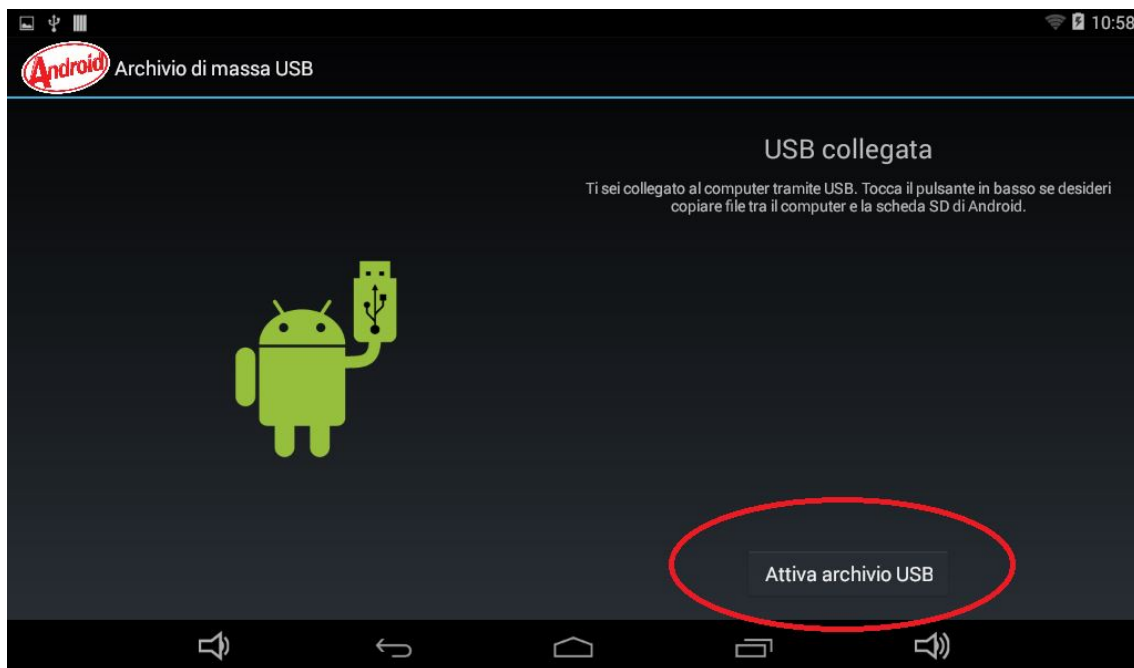 10:58
Android Archivio di massa USB
USB collegata
Ti sei collegato al computer tramite USB. Tocca il pulsante in basso se desideri
copiare file tra il computer e la scheda SD di Android.
Attiva archivio USB